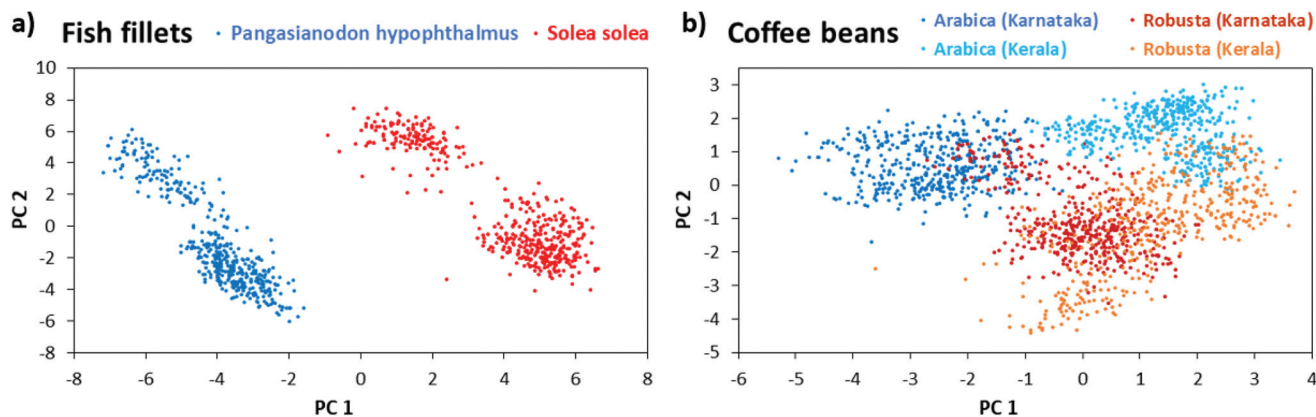 a) Fish fillets • Pangasianodon hypophthalmus • Solea solea
10
8
6
4
2
0
-2
-4
-6
-8
PC 2
-8 -6 -4 -2 0 2 4 6 8
PC 1
b) Coffee beans
• Arabica (Karnataka) • Robusta (Karnataka)
• Arabica (Kerala) • Robusta (Kerala)
3
2
1
0
-1
-2
-3
-4
-5
PC 2
-6 -5 -4 -3 -2 -1 0 1 2 3 4
PC 1